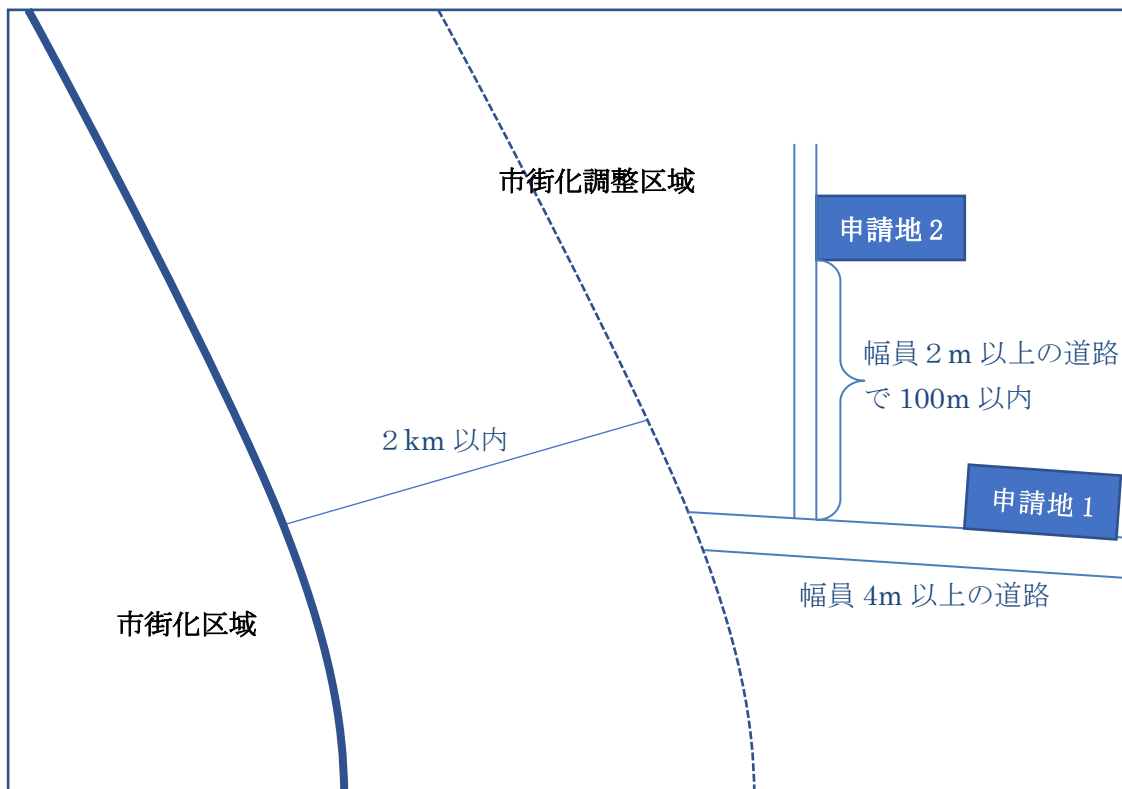 市街化調整区域
申請地 2
幅員２m 以上の道路
で 100m 以内
２km 以内
申請地 1
幅員 4m 以上の道路
市街化区域